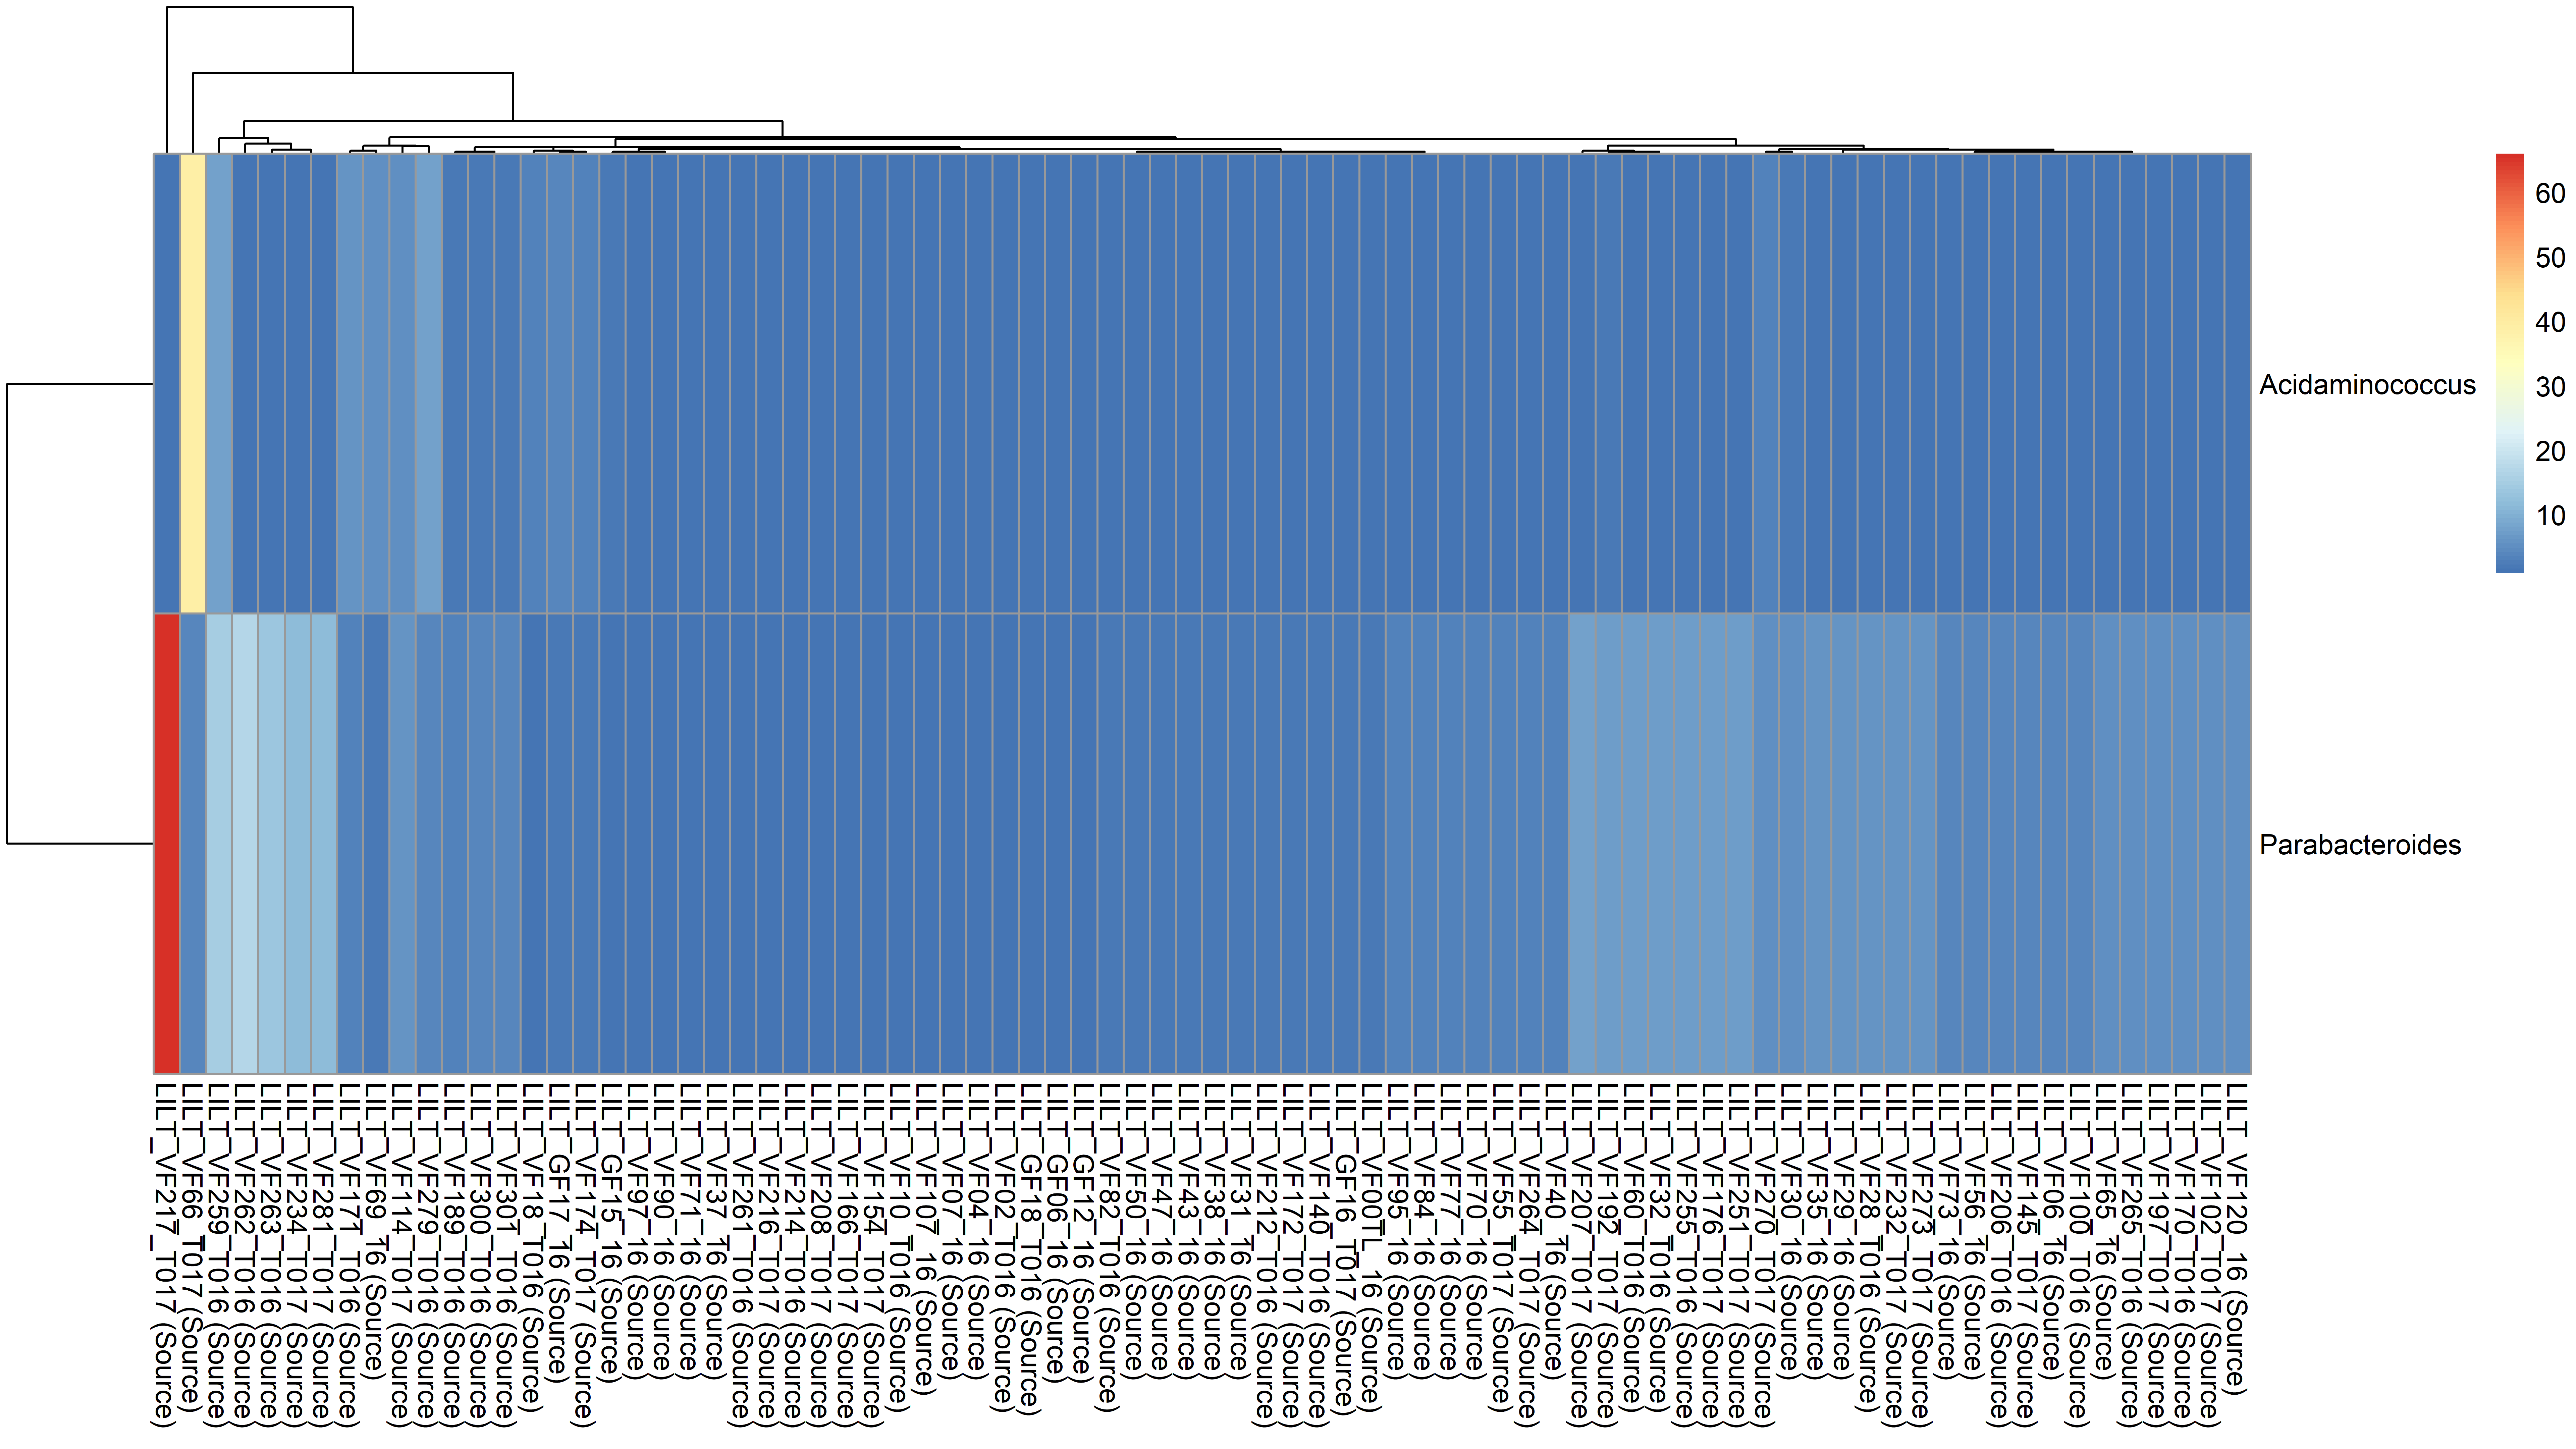 60
50
40
30
20
10
Acidaminococcus
Parabacteroides
LILT_VF217_T017 (Source)
LILT_VF66_T017 (Source)
LILT_VF259_T016 (Source)
LILT_VF262_T016 (Source)
LILT_VF263_T016 (Source)
LILT_VF234_T017 (Source)
LILT_VF281_T017 (Source)
LILT_VF171_T016 (Source)
LILT_VF69_16 (Source)
LILT_VF114_T017 (Source)
LILT_VF279_T016 (Source)
LILT_VF189_T016 (Source)
LILT_VF300_T016 (Source)
LILT_VF301_T016 (Source)
LILT_VF18_T016 (Source)
LILT_GF17_16 (Source)
LILT_VF174_T017 (Source)
LILT_GF15_16 (Source)
LILT_VF97_16 (Source)
LILT_VF90_16 (Source)
LILT_VF71_16 (Source)
LILT_VF37_16 (Source)
LILT_VF261_T016 (Source)
LILT_VF216_T017 (Source)
LILT_VF214_T016 (Source)
LILT_VF208_T017 (Source)
LILT_VF166_T017 (Source)
LILT_VF154_T017 (Source)
LILT_VF10_T016 (Source)
LILT_VF107_16 (Source)
LILT_VF07_16 (Source)
LILT_VF04_16 (Source)
LILT_VF02_T016 (Source)
LILT_GF18_T016 (Source)
LILT_GF06_16 (Source)
LILT_GF12_16 (Source)
LILT_VF82_T016 (Source)
LILT_VF50_16 (Source)
LILT_VF47_16 (Source)
LILT_VF43_16 (Source)
LILT_VF38_16 (Source)
LILT_VF31_16 (Source)
LILT_VF212_T016 (Source)
LILT_VF172_T017 (Source)
LILT_VF140_T016 (Source)
LILT_GF16_T017 (Source)
LILT_VF00TL_16 (Source)
LILT_VF95_16 (Source)
LILT_VF84_16 (Source)
LILT_VF77_16 (Source)
LILT_VF70_16 (Source)
LILT_VF55_T017 (Source)
LILT_VF264_T017 (Source)
LILT_VF40_16 (Source)
LILT_VF207_T017 (Source)
LILT_VF192_T017 (Source)
LILT_VF60_T016 (Source)
LILT_VF32_T016 (Source)
LILT_VF255_T016 (Source)
LILT_VF176_T017 (Source)
LILT_VF251_T017 (Source)
LILT_VF270_T017 (Source)
LILT_VF30_16 (Source)
LILT_VF35_16 (Source)
LILT_VF29_16 (Source)
LILT_VF28_T016 (Source)
LILT_VF232_T017 (Source)
LILT_VF273_T017 (Source)
LILT_VF73_16 (Source)
LILT_VF56_16 (Source)
LILT_VF206_T016 (Source)
LILT_VF145_T017 (Source)
LILT_VF06_16 (Source)
LILT_VF100_T016 (Source)
LILT_VF65_16 (Source)
LILT_VF265_T016 (Source)
LILT_VF197_T017 (Source)
LILT_VF170_T016 (Source)
LILT_VF102_T017 (Source)
LILT_VF120_16 (Source)